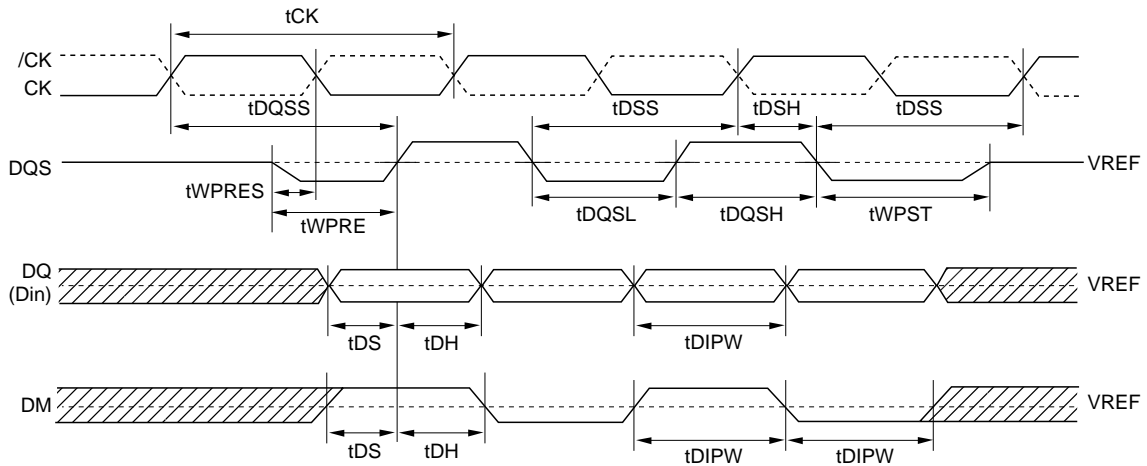 tCK
/CK
CK
tDQSS
tDSS
tDSH
tDSS
DQS
VREF
tWPRES
tDQSL
tDQSH
tWPST
tWPRE
DQ
(Din)
VREF
tDS
tDH
tDIPW
DM
VREF
tDS
tDH
tDIPW
tDIPW